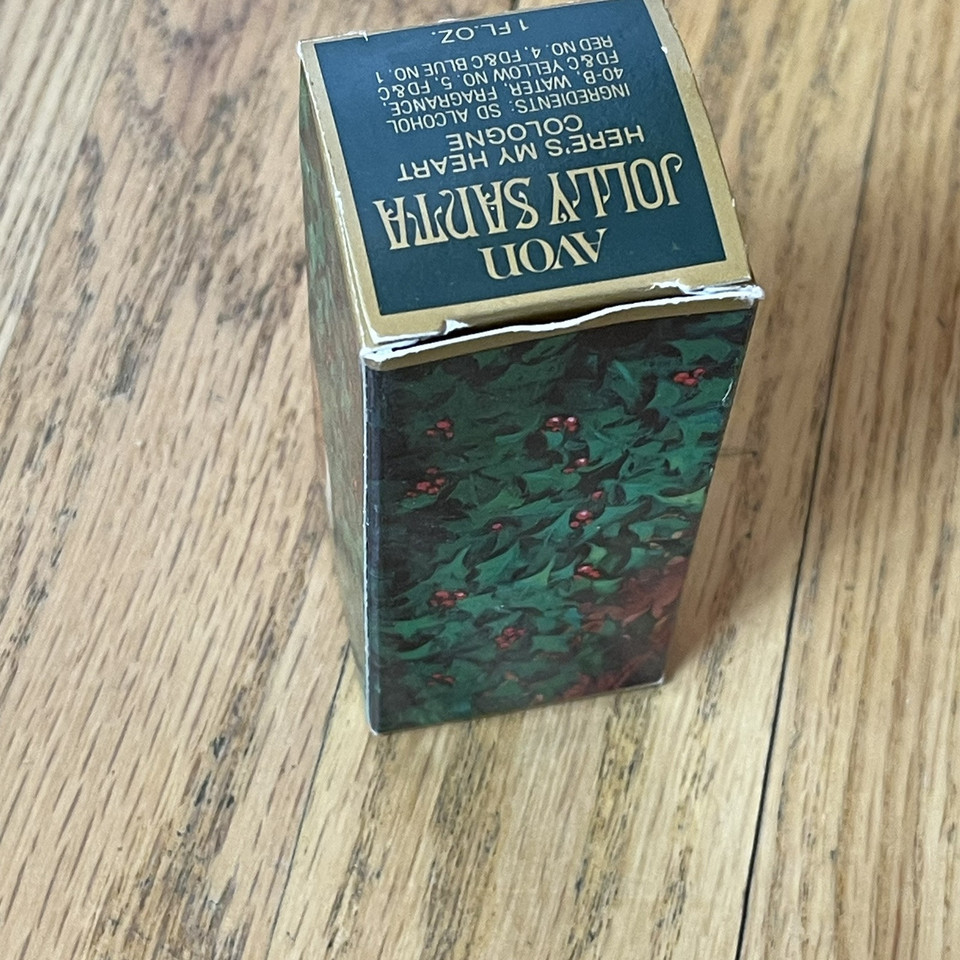 AVON
JOLLY SANTA
HERE'S MY HEART
COLOGNE
INGREDIENTS: SD ALCOHOL
40-B, WATER, FRAGRANCE,
FD&C YELLOW NO. 5, FD&C
RED NO. 4, FD&C BLUE NO. 1
1 FL. OZ.